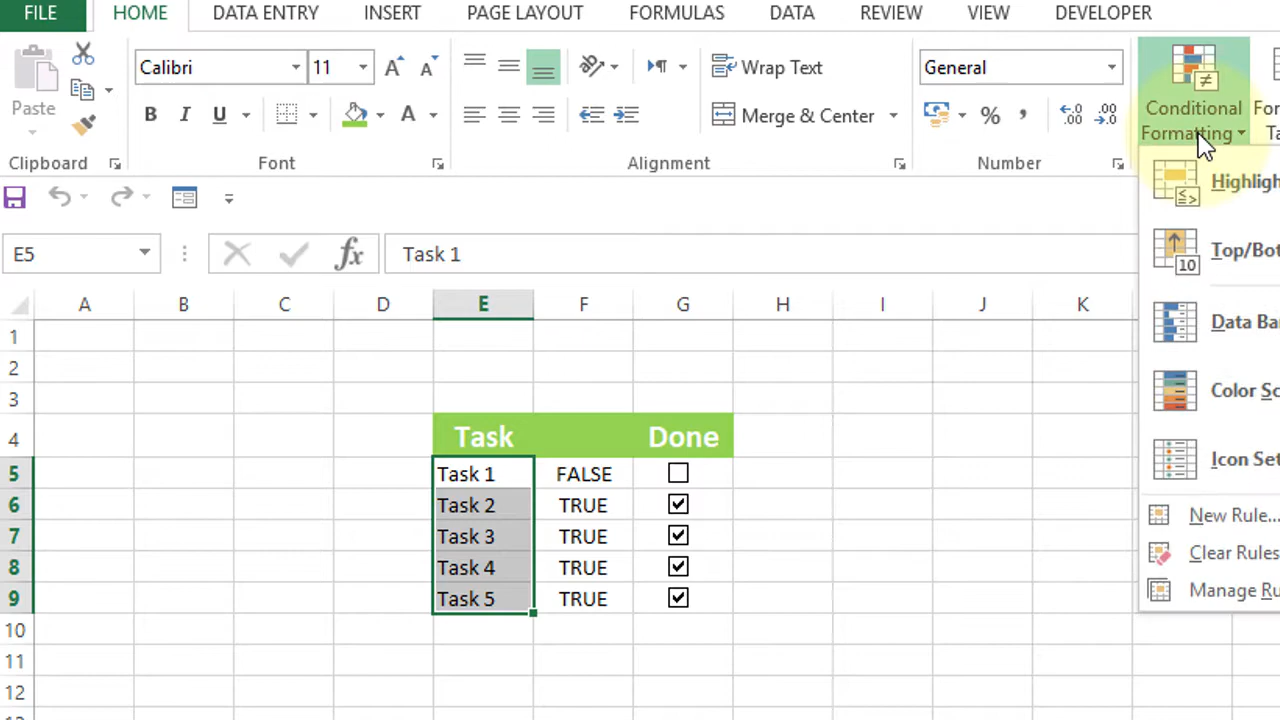 FILE HOME DATA ENTRY INSERT PAGE LAYOUT FORMULAS DATA REVIEW VIEW DEVELOPER
Calibri 11 Wrap Text General
Paste Conditional
Formatting
B I U A Merge & Center %
Clipboard Font Alignment Number
Highligh
Top/Bot
10
Data Ba
Color Sc
Icon Set
New Rule...
Clear Rules
Manage Ru
E5 fx Task 1
A B C D E F G H I J K
1
2
3
4 Task Done
5 Task 1 FALSE
6 Task 2 TRUE
7 Task 3 TRUE
8 Task 4 TRUE
9 Task 5 TRUE
10
11
12